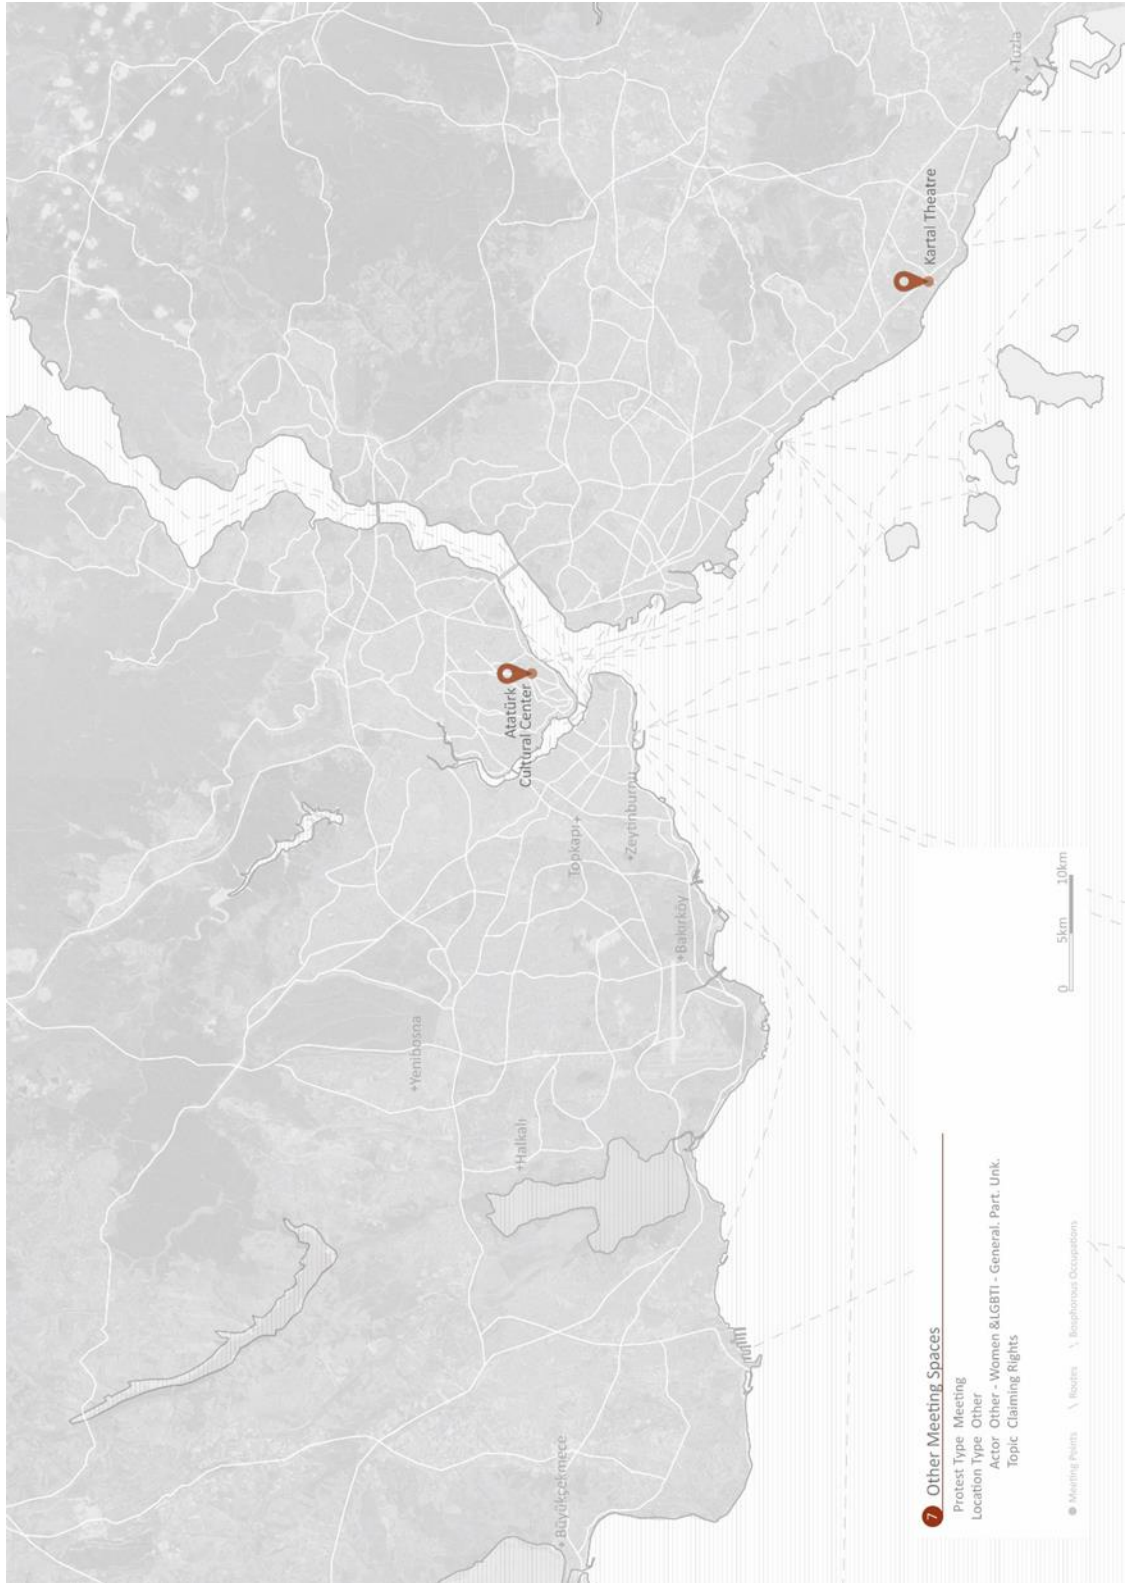 +Tuzla
Kartal Theatre
Atatürk
Cultural Center
Topkapı+
+Zeytinburnu
+Bakırköy
+Yenibosna
+Halkalı
+Büyükçekmece
7 Other Meeting Spaces
Protest Type Meeting
Location Type Other
Actor Other - Women &LGBTI - General. Part. Unk.
Topic Claiming Rights
Meeting Points \ Routes \ Bosphorous Occupations
0 5km 10km